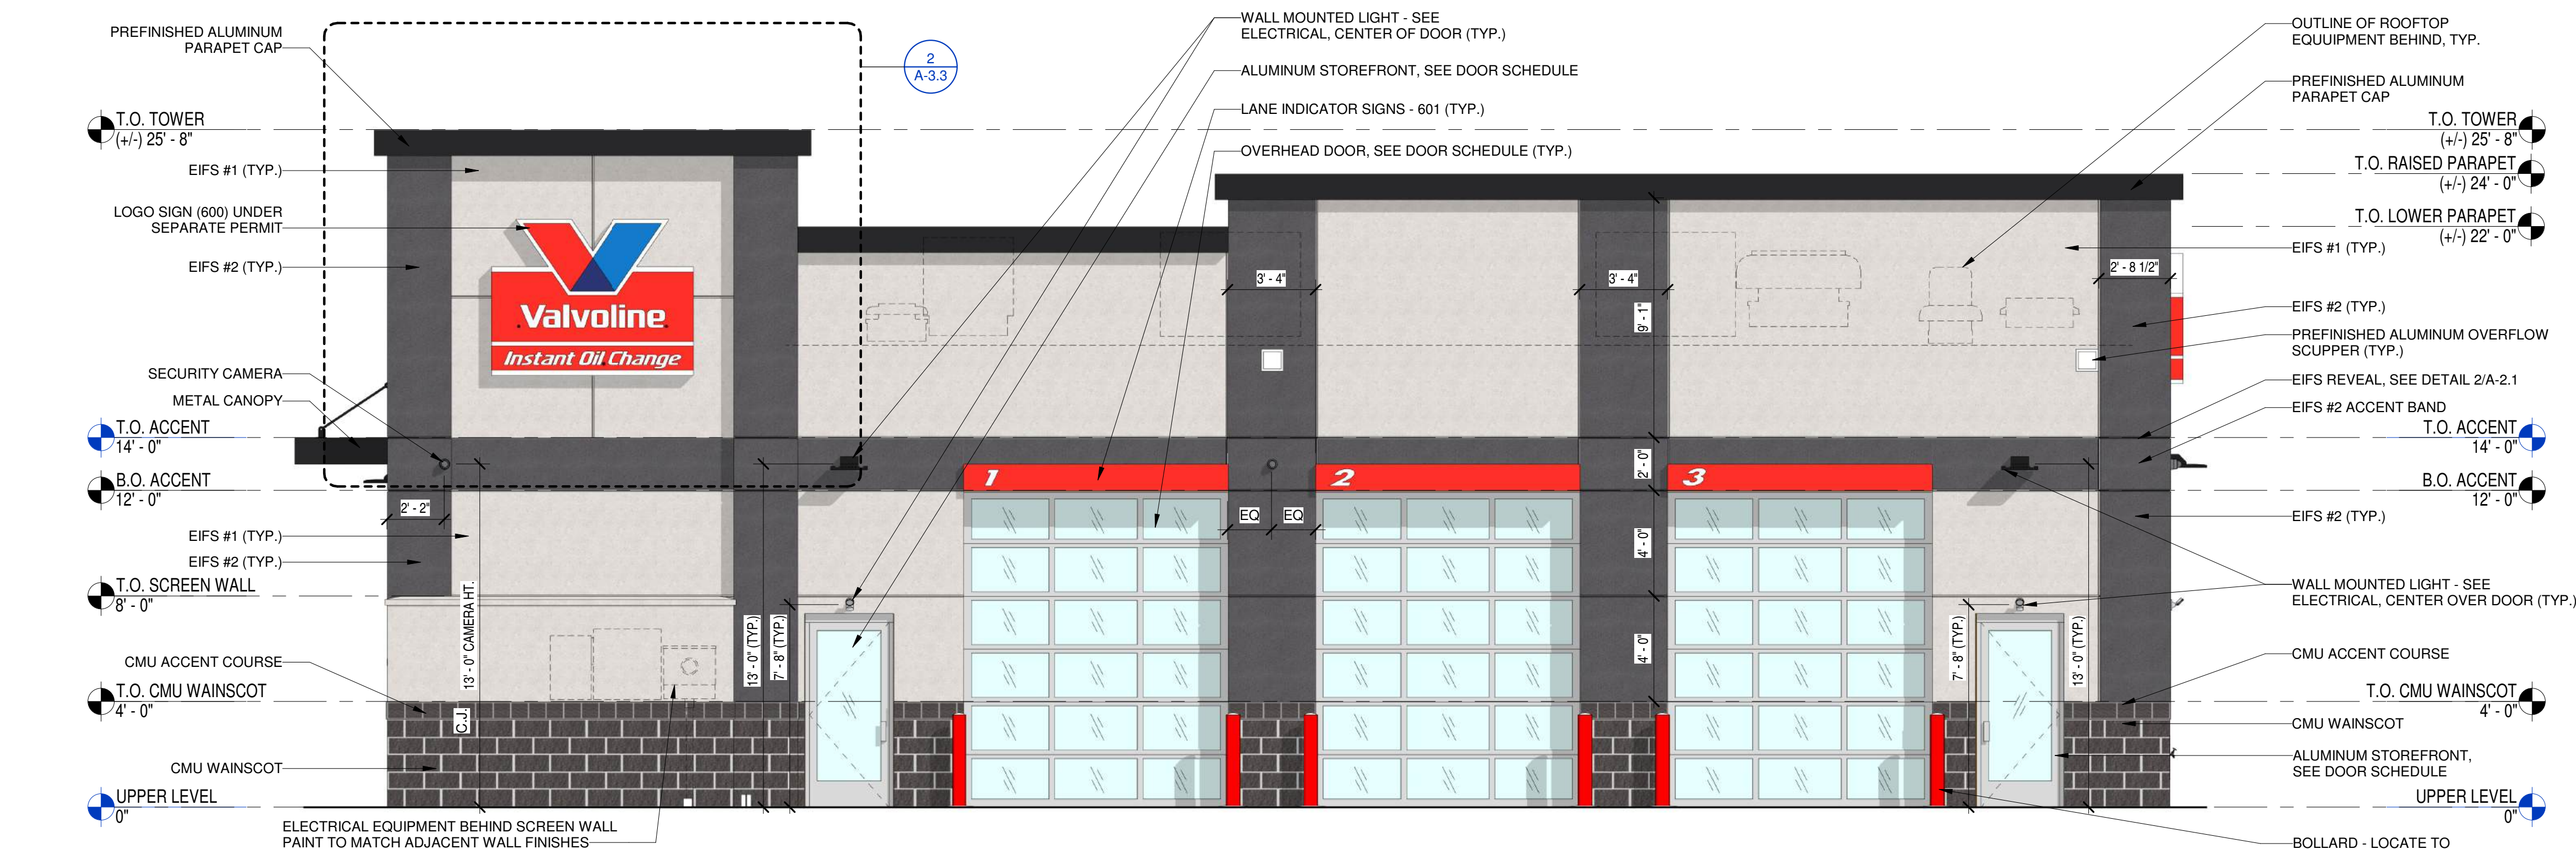 PREFINISHED ALUMINUM
PARAPET CAP
T.O. TOWER
(+/-) 25' - 8"
EIFS #1 (TYP.)
LOGO SIGN (600) UNDER
SEPARATE PERMIT
EIFS #2 (TYP.)
SECURITY CAMERA
METAL CANOPY
T.O. ACCENT
14' - 0"
B.O. ACCENT
12' - 0"
EIFS #1 (TYP.)
EIFS #2 (TYP.)
T.O. SCREEN WALL
8' - 0"
CMU ACCENT COURSE
T.O. CMU WAINSCOT
4' - 0"
CMU WAINSCOT
UPPER LEVEL
0"
ELECTRICAL EQUIPMENT BEHIND SCREEN WALL
PAINT TO MATCH ADJACENT WALL FINISHES
2
A-3.3
WALL MOUNTED LIGHT - SEE
ELECTRICAL, CENTER OF DOOR (TYP.)
ALUMINUM STOREFRONT, SEE DOOR SCHEDULE
LANE INDICATOR SIGNS - 601 (TYP.)
OVERHEAD DOOR, SEE DOOR SCHEDULE (TYP.)
Valvoline
Instant Oil Change
2' - 2"
13' - 0" CAMERA HT.
C.J.
13' - 0" (TYP.)
7' - 8" (TYP.)
1
2
3
3' - 4"
3' - 4"
2' - 8 1/2"
9' - 1"
2' - 0"
4' - 0"
4' - 0"
EQ
EQ
7' - 8" (TYP.)
13' - 0" (TYP.)
OUTLINE OF ROOFTOP
EQUUIPMENT BEHIND, TYP.
PREFINISHED ALUMINUM
PARAPET CAP
T.O. TOWER
(+/-) 25' - 8"
T.O. RAISED PARAPET
(+/-) 24' - 0"
T.O. LOWER PARAPET
(+/-) 22' - 0"
EIFS #1 (TYP.)
EIFS #2 (TYP.)
PREFINISHED ALUMINUM OVERFLOW
SCUPPER (TYP.)
EIFS REVEAL, SEE DETAIL 2/A-2.1
EIFS #2 ACCENT BAND
T.O. ACCENT
14' - 0"
B.O. ACCENT
12' - 0"
EIFS #2 (TYP.)
WALL MOUNTED LIGHT - SEE
ELECTRICAL, CENTER OVER DOOR (TYP.)
CMU ACCENT COURSE
T.O. CMU WAINSCOT
4' - 0"
CMU WAINSCOT
ALUMINUM STOREFRONT,
SEE DOOR SCHEDULE
UPPER LEVEL
0"
BOLLARD - LOCATE TO